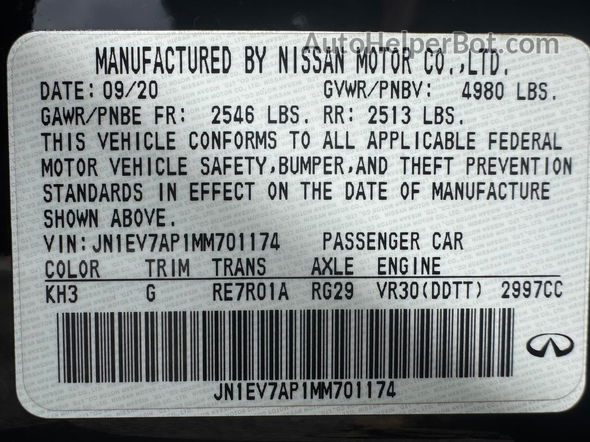 AutoHelperBot.com
MANUFACTURED BY NISSAN MOTOR CO.,LTD.
DATE: 09/20 GVWR/PNBV: 4980 LBS.
GAWR/PNBE FR: 2546 LBS. RR: 2513 LBS.
THIS VEHICLE CONFORMS TO ALL APPLICABLE FEDERAL
MOTOR VEHICLE SAFETY,BUMPER,AND THEFT PREVENTION
STANDARDS IN EFFECT ON THE DATE OF MANUFACTURE
SHOWN ABOVE.
VIN:JN1EV7AP1MM701174 PASSENGER CAR
COLOR TRIM TRANS AXLE ENGINE
KH3 G RE7R01A RG29 VR30(DDTT) 2997CC
JN1EV7AP1MM701174